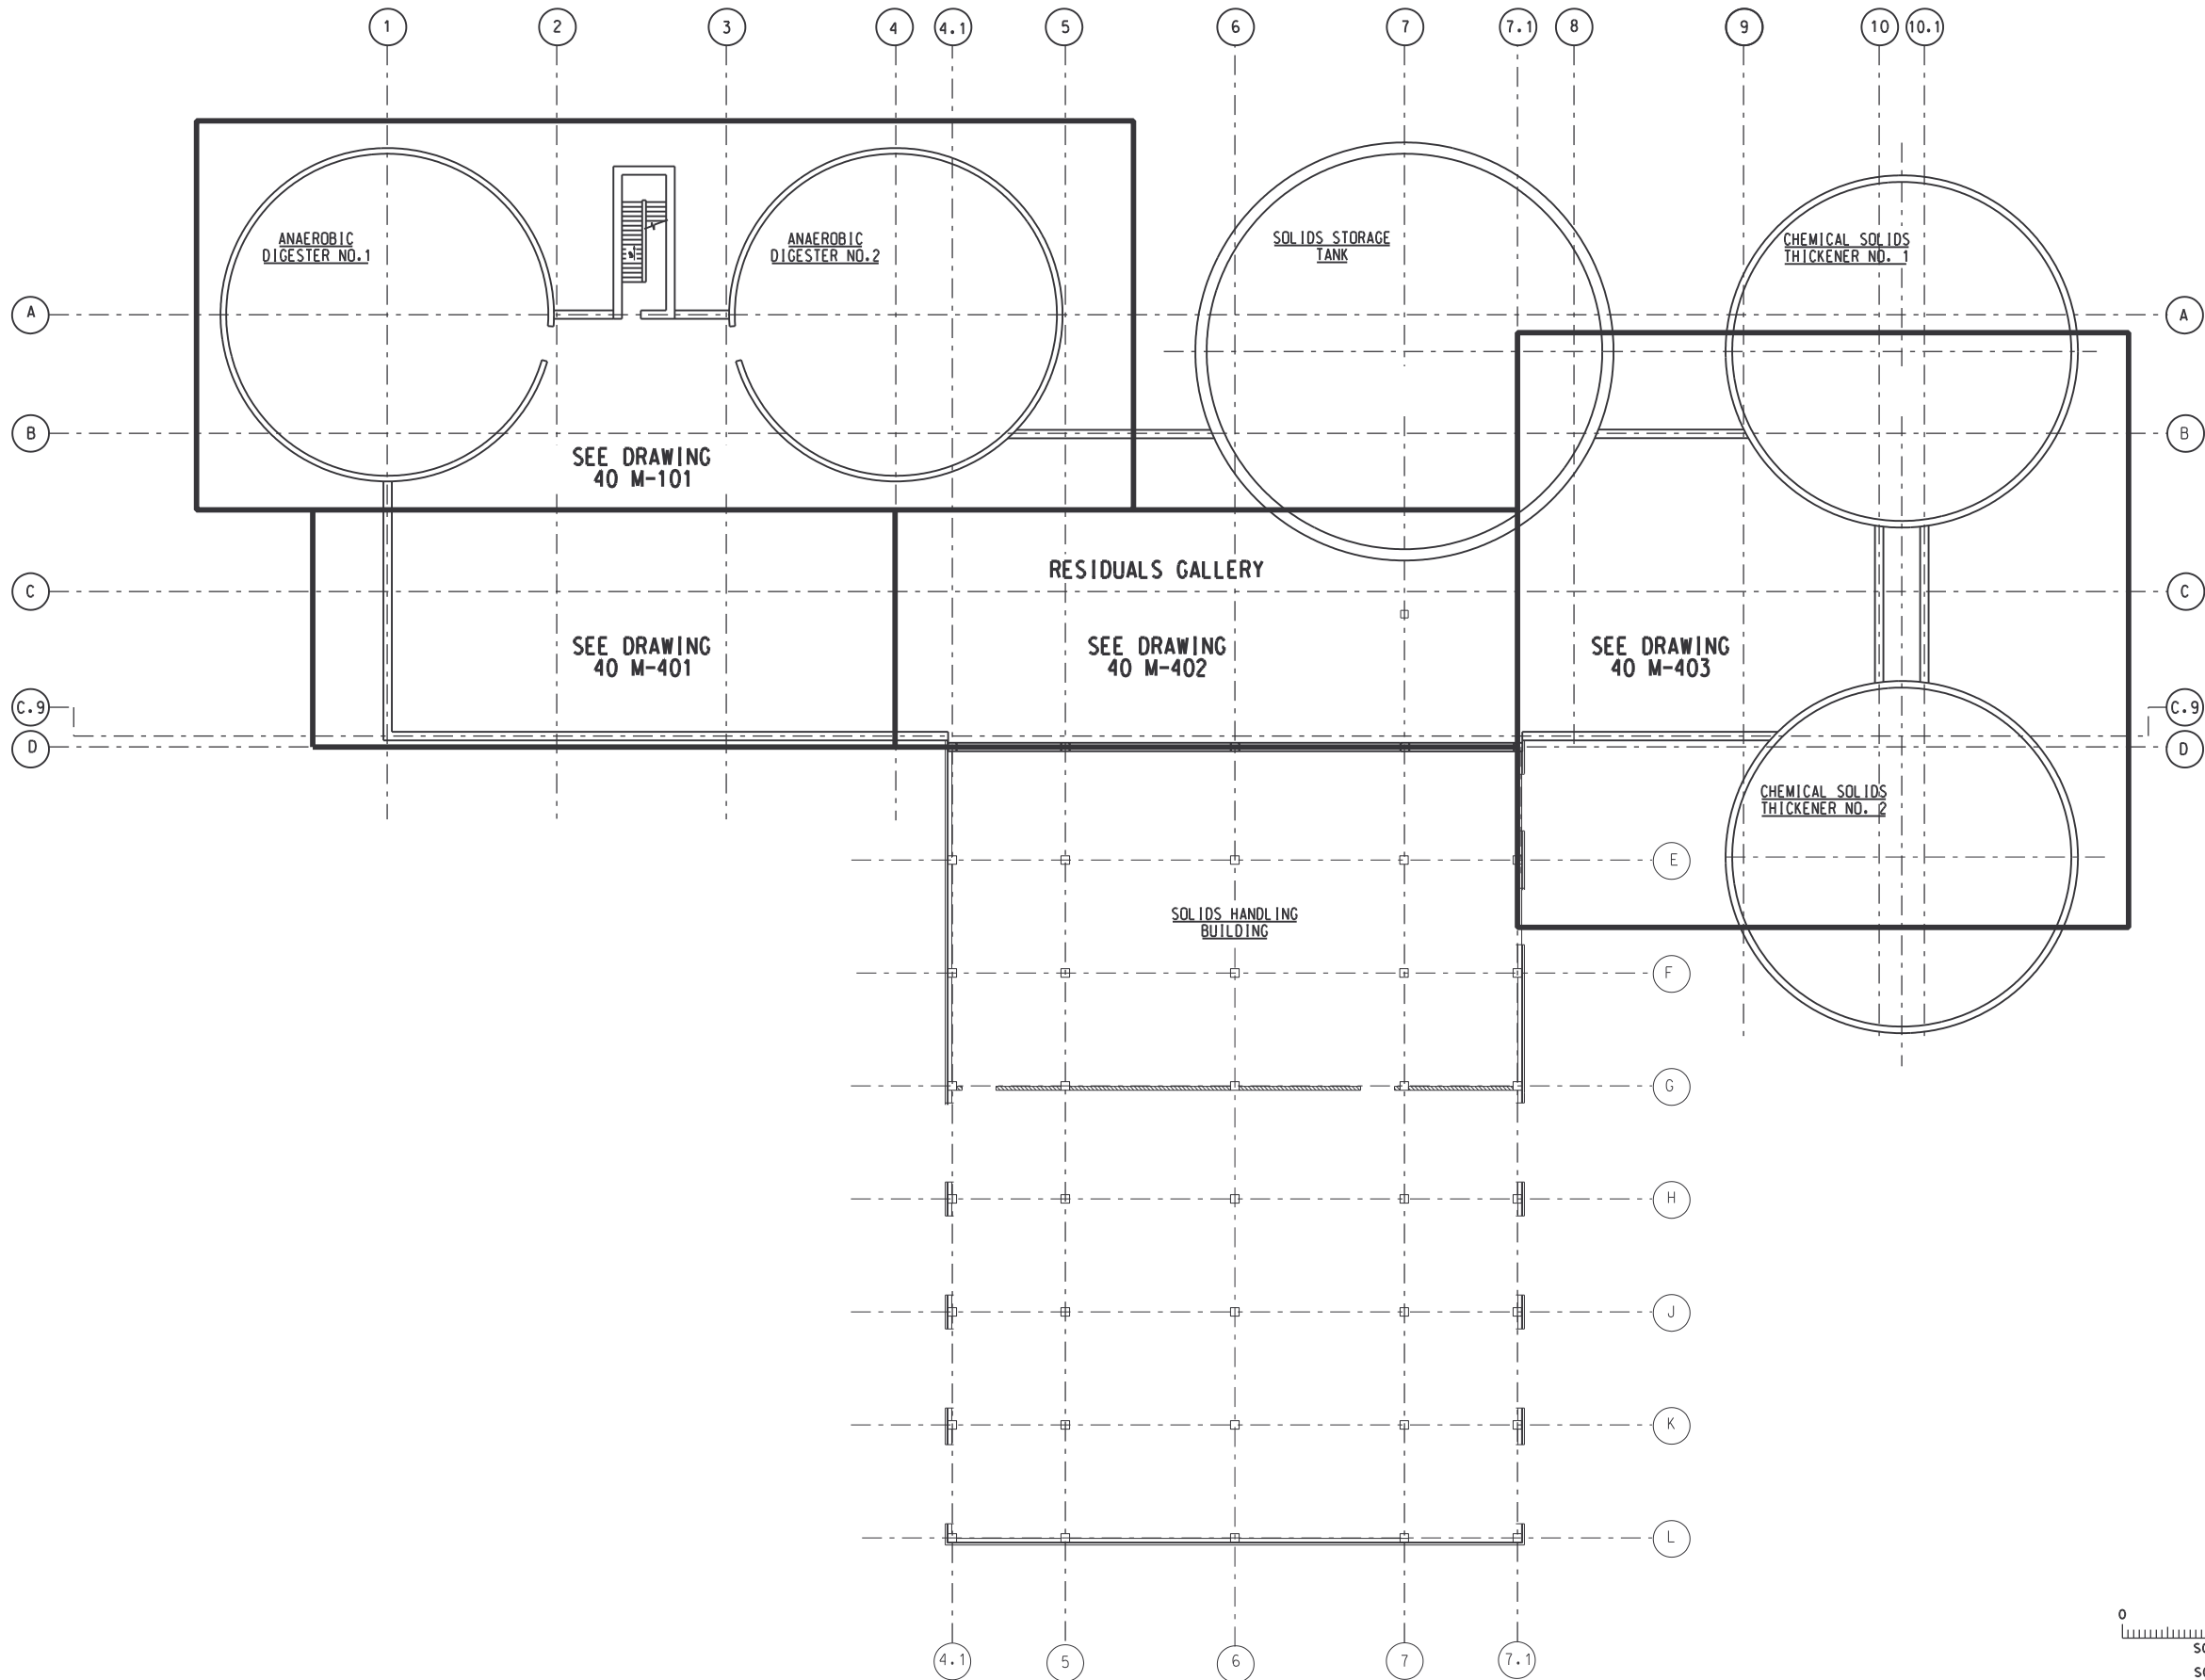 1 2 3 4 4.1 5 6 7 7.1 8 9 10 10.1
ANAEROBIC
DIGESTER NO.1
ANAEROBIC
DIGESTER NO.2
SOLIDS STORAGE
TANK
CHEMICAL SOLIDS
THICKENER NO. 1
A A
B B
SEE DRAWING
40 M-101
RESIDUALS GALLERY
C C
SEE DRAWING
40 M-401
SEE DRAWING
40 M-402
SEE DRAWING
40 M-403
C.9 C.9
D D
CHEMICAL SOLIDS
THICKENER NO. 2
E
SOLIDS HANDLING
BUILDING
F
G
H
J
K
L
0
4.1 5 6 7 7.1